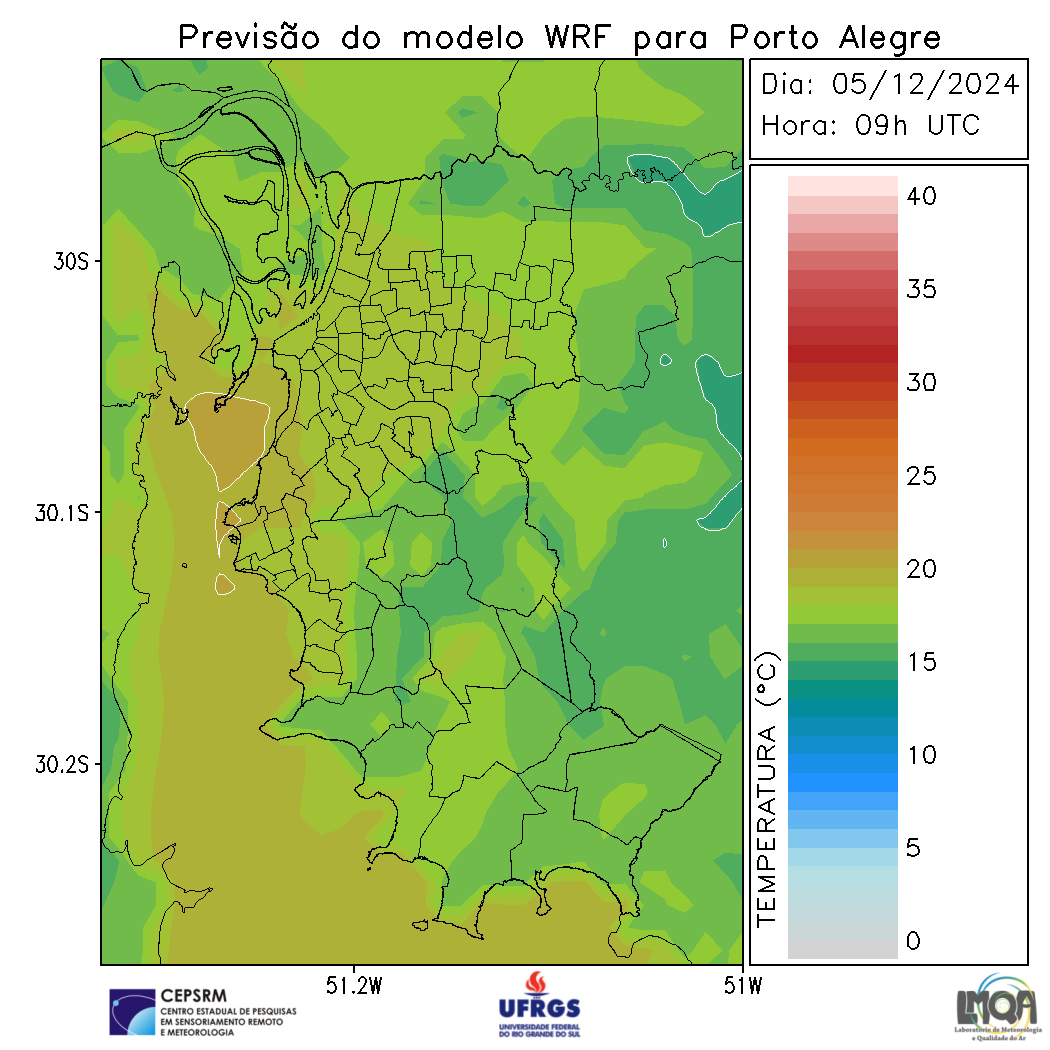 Previsão do modelo WRF para Porto Alegre
Dia: 05/12/2024
Hora: 09h UTC
40
35
30
25
20
15
10
5
0
TEMPERATURA (°C)
30S
30.1S
30.2S
51.2W
51W
CEPSRM
CENTRO ESTADUAL DE PESQUISAS
EM SENSORIAMENTO REMOTO
E METEOROLOGIA
UFRGS
UNIVERSIDADE FEDERAL
DO RIO GRANDE DO SUL
LMQA
Laboratório de Meteorologia
e Qualidade do Ar